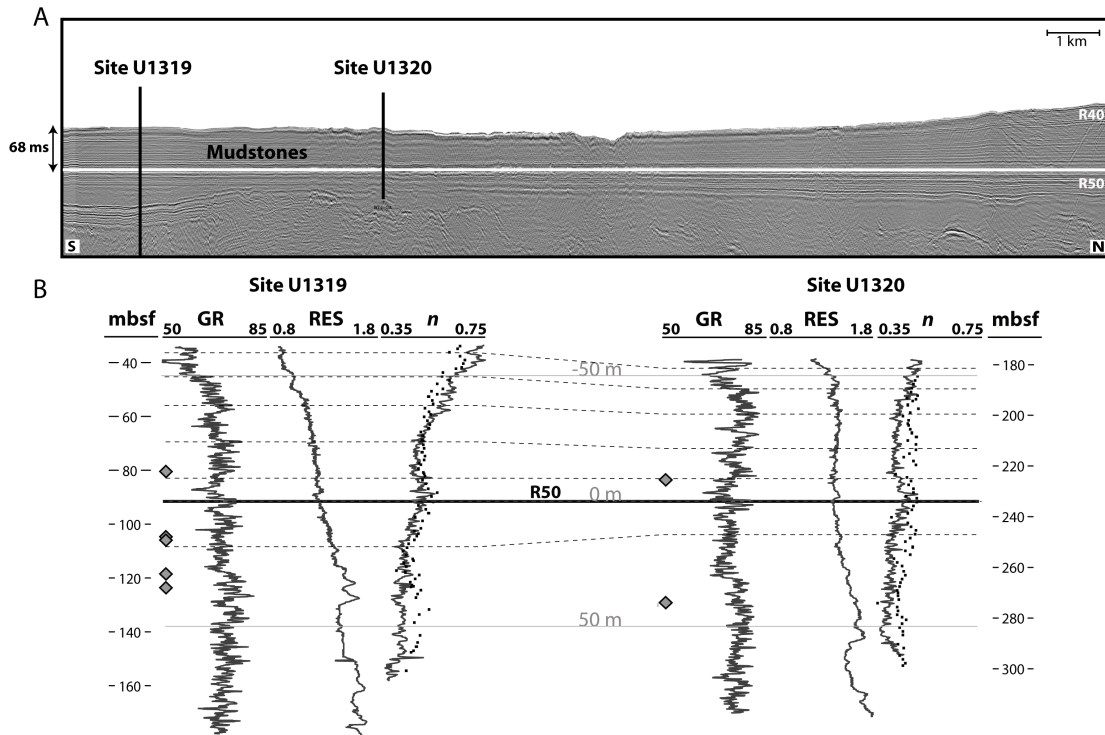 A
1 km
Site U1319
Site U1320
R40
68 ms
Mudstones
R50
S
N
B
Site U1319
Site U1320
mbsf 50 GR 85 0.8 RES 1.8 0.35 n 0.75
50 GR 85 0.8 RES 1.8 0.35 n 0.75 mbsf
40
180
-50 m
60
200
80
220
R50
0 m
100
240
120
260
50 m
140
280
160
300